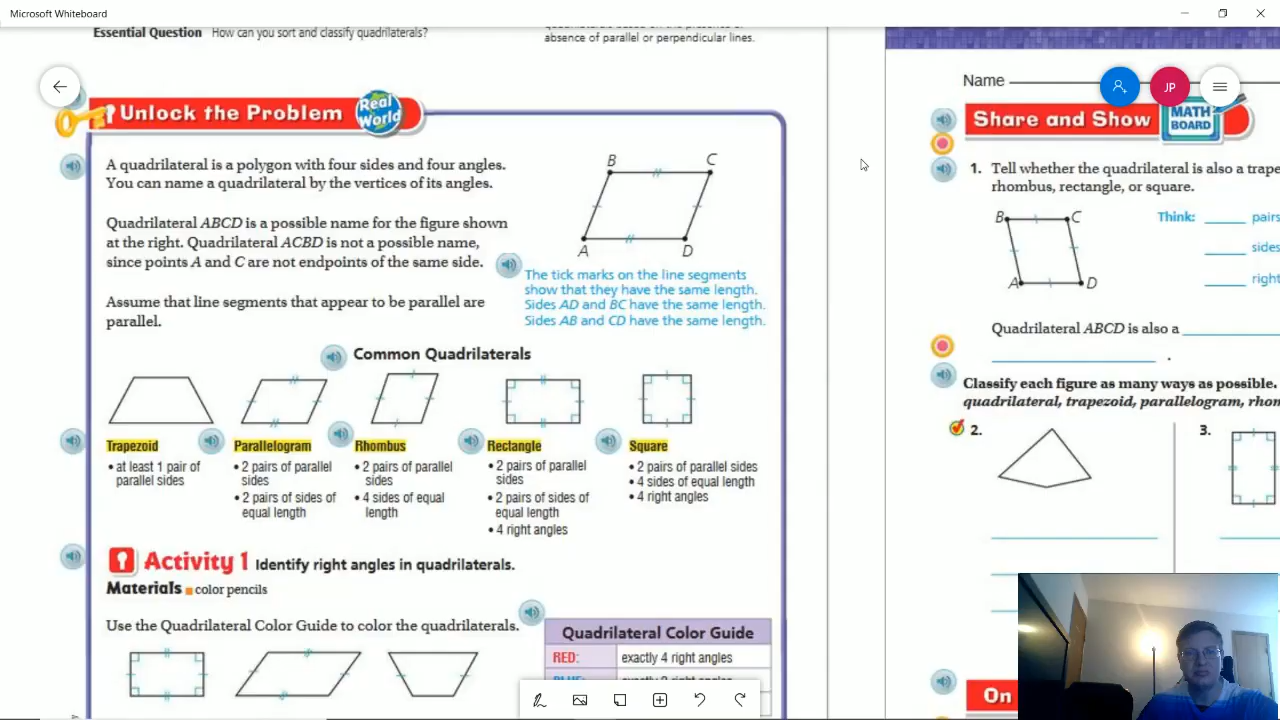 Microsoft Whiteboard
Essential Question How can you sort and classify quadrilaterals?
absence of parallel or perpendicular lines.
Unlock the Problem
Real World
A quadrilateral is a polygon with four sides and four angles.
You can name a quadrilateral by the vertices of its angles.
Quadrilateral ABCD is a possible name for the figure shown
at the right. Quadrilateral ACBD is not a possible name,
since points A and C are not endpoints of the same side.
Assume that line segments that appear to be parallel are
parallel.
B C
A D
The tick marks on the line segments
show that they have the same length.
Sides AD and BC have the same length.
Sides AB and CD have the same length.
Common Quadrilaterals
Trapezoid
• at least 1 pair of
parallel sides
Parallelogram
• 2 pairs of parallel
sides
• 2 pairs of sides of
equal length
Rhombus
• 2 pairs of parallel
sides
• 4 sides of equal
length
Rectangle
• 2 pairs of parallel
sides
• 2 pairs of sides of
equal length
• 4 right angles
Square
• 2 pairs of parallel sides
• 4 sides of equal length
• 4 right angles
Activity 1 Identify right angles in quadrilaterals.
Materials ■ color pencils
Use the Quadrilateral Color Guide to color the quadrilaterals.
Quadrilateral Color Guide
RED: exactly 4 right angles
Name
JP
Share and Show
MATH BOARD
1. Tell whether the quadrilateral is also a
rhombus, rectangle, or square.
B C
A D
Think: pairs
sides
right
Quadrilateral ABCD is also a
.
Classify each figure as many ways as possible.
quadrilateral, trapezoid, parallelogram,
2.
3.
On